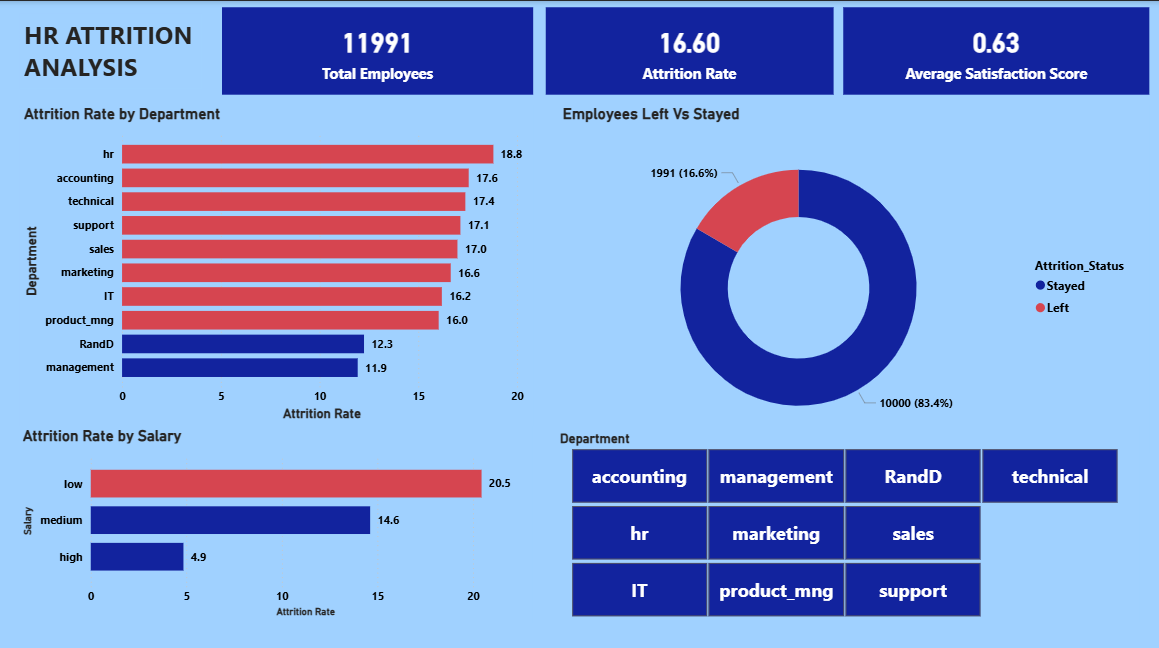 HR ATTRITION
ANALYSIS
11991
Total Employees
16.60
Attrition Rate
0.63
Average Satisfaction Score
Attrition Rate by Department
Department
hr 18.8
accounting 17.6
technical 17.4
support 17.1
sales 17.0
marketing 16.6
IT 16.2
product_mng 16.0
RandD 12.3
management 11.9
0 5 10 15 20
Attrition Rate
Employees Left Vs Stayed
1991 (16.6%)
10000 (83.4%)
Attrition_Status
Stayed
Left
Attrition Rate by Salary
Salary
low 20.5
medium 14.6
high 4.9
0 5 10 15 20
Attrition Rate
Department
accounting management RandD technical
hr marketing sales
IT product_mng support